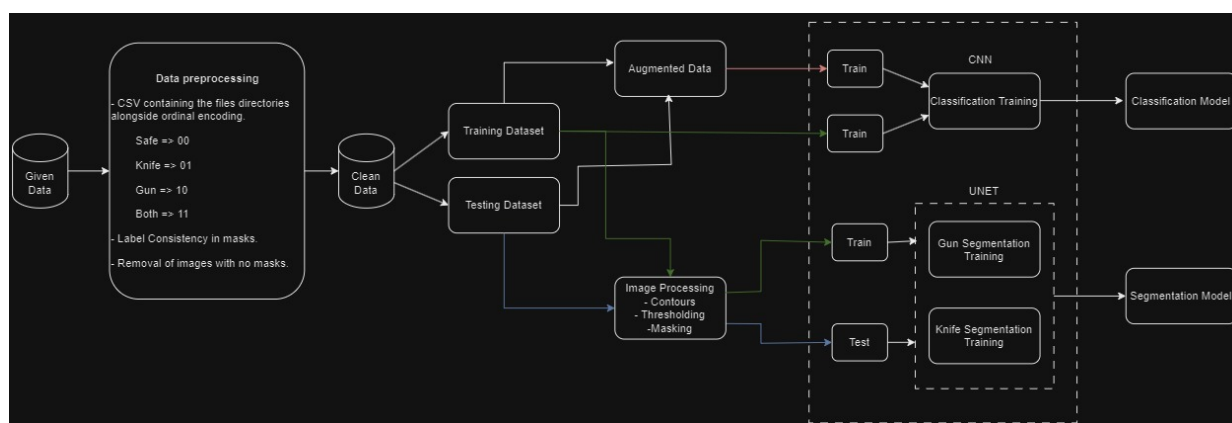 Given
Data
Data preprocessing
- CSV containing the files directories
alongside ordinal encoding.
Safe => 00
Knife => 01
Gun => 10
Both => 11
- Label Consistency in masks.
- Removal of images with no masks.
Clean
Data
Training Dataset
Testing Dataset
Augmented Data
Image Processing
- Contours
- Thresholding
-Masking
Train
Train
CNN
Classification Training
Classification Model
Train
Test
UNET
Gun Segmentation
Training
Knife Segmentation
Training
Segmentation Model